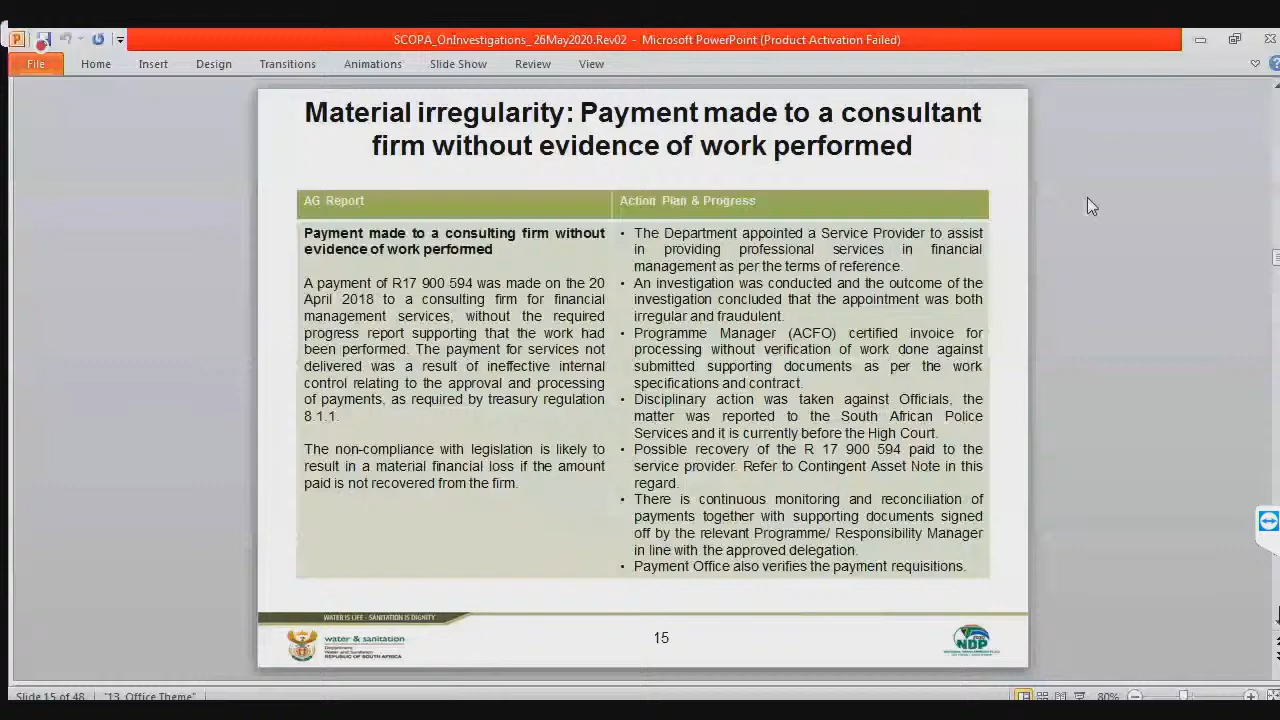 SCOPA_OnInvestigations_ 26May2020.Rev02 - Microsoft PowerPoint (Product Activation Failed)
File Home Insert Design Transitions Animations Slide Show Review View
Material irregularity: Payment made to a consultant
firm without evidence of work performed
AG Report
Payment made to a consulting firm without
evidence of work performed
A payment of R17 900 594 was made on the 20
April 2018 to a consulting firm for financial
management services, without the required
progress report supporting that the work had
been performed. The payment for services not
delivered was a result of ineffective internal
control relating to the approval and processing
of payments, as required by treasury regulation
8.1.1.
The non-compliance with legislation is likely to
result in a material financial loss if the amount
paid is not recovered from the firm.
Action Plan & Progress
• The Department appointed a Service Provider to assist
in providing professional services in financial
management as per the terms of reference.
• An investigation was conducted and the outcome of the
investigation concluded that the appointment was both
irregular and fraudulent.
• Programme Manager (ACFO) certified invoice for
processing without verification of work done against
submitted supporting documents as per the work
specifications and contract.
• Disciplinary action was taken against Officials, the
matter was reported to the South African Police
Services and it is currently before the High Court.
• Possible recovery of the R 17 900 594 paid to the
service provider. Refer to Contingent Asset Note in this
regard.
• There is continuous monitoring and reconciliation of
payments together with supporting documents signed
off by the relevant Programme/ Responsibility Manager
in line with the approved delegation.
• Payment Office also verifies the payment requisitions.
WATER IS LIFE - SANITATION IS DIGNITY
water & sanitation
Department:
Water and Sanitation
REPUBLIC OF SOUTH AFRICA
15
NDP
Slide 15 of 48 "13_Office Theme" 80%